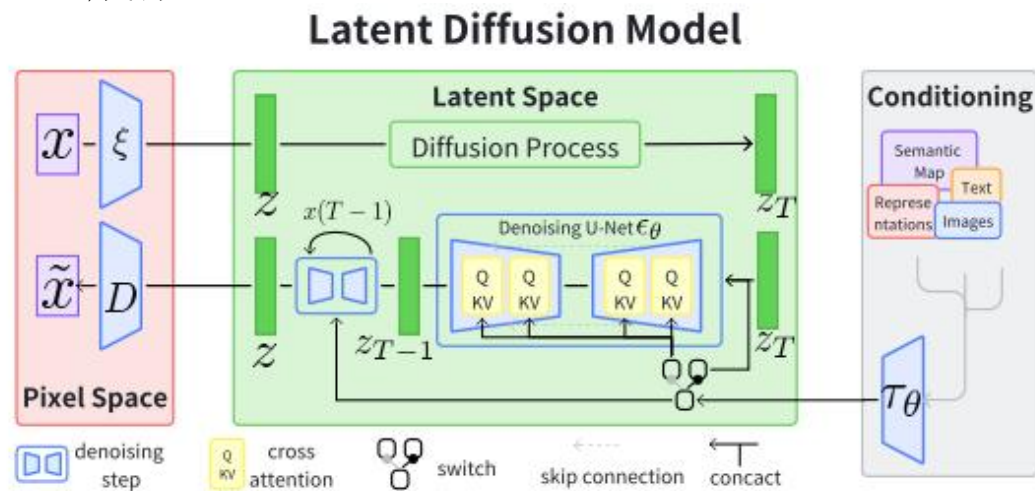 Latent Diffusion Model
x
ξ
z
Latent Space
Diffusion Process
z_T
Conditioning
Semantic
Map
Text
Represe
ntations
Images
x̃
D
z
x(T − 1)
z_{T−1}
Denoising U-Net ϵ_θ
Q
KV
Q
KV
Q
KV
Q
KV
z_T
τ_θ
Pixel Space
denoising
step
Q
KV
cross
attention
switch
skip connection
concact